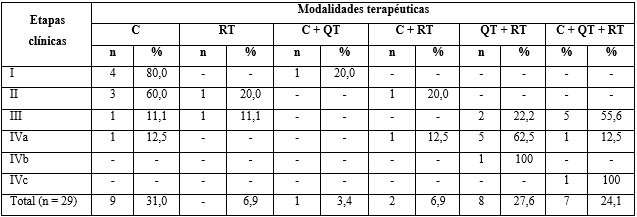 Etapas clínicas | Modalidades terapéuticas
C | RT | C + QT | C + RT | QT + RT | C + QT + RT
n | % | n | % | n | % | n | % | n | % | % | %
I | 4 | 80,0 | - | - | 1 | 20,0 | - | - | - | - | - | -
II | 3 | 60,0 | 1 | 20,0 | - | - | 1 | 20,0 | - | - | - | -
III | 1 | 11,1 | 1 | 11,1 | - | - | - | - | 2 | 22,2 | 5 | 55,6
IVa | 1 | 12,5 | - | - | - | - | 1 | 12,5 | 5 | 62,5 | 1 | 12,5
IVb | - | - | - | - | - | - | - | - | 1 | 100 | - | -
IVc | - | - | - | - | - | - | - | - | - | - | 1 | 100
Total (n = 29) | 9 | 31,0 | - | 6,9 | 1 | 3,4 | 2 | 6,9 | 8 | 27,6 | 7 | 24,1